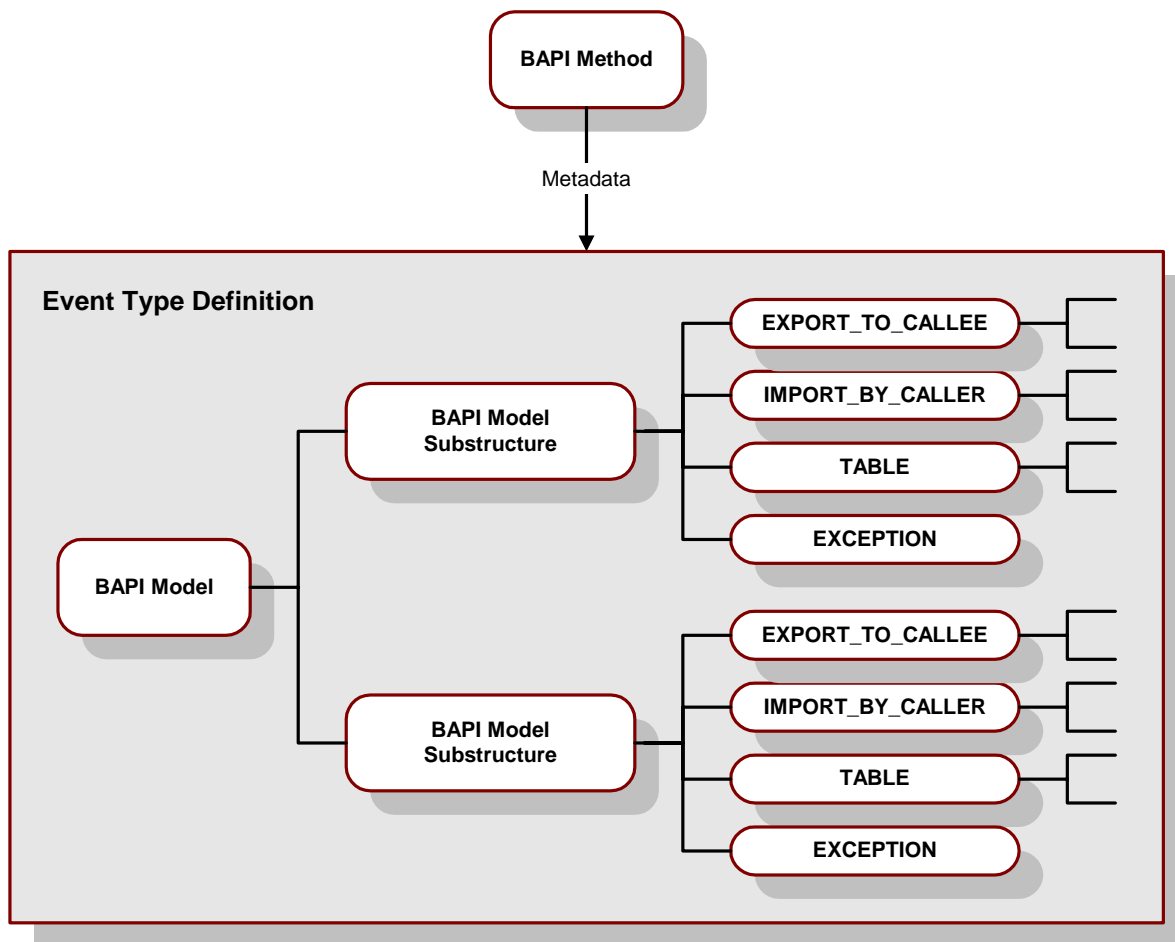 BAPI Method
Metadata
Event Type Definition
EXPORT_TO_CALLEE
IMPORT_BY_CALLER
BAPI Model
Substructure
TABLE
EXCEPTION
BAPI Model
EXPORT_TO_CALLEE
IMPORT_BY_CALLER
BAPI Model
Substructure
TABLE
EXCEPTION